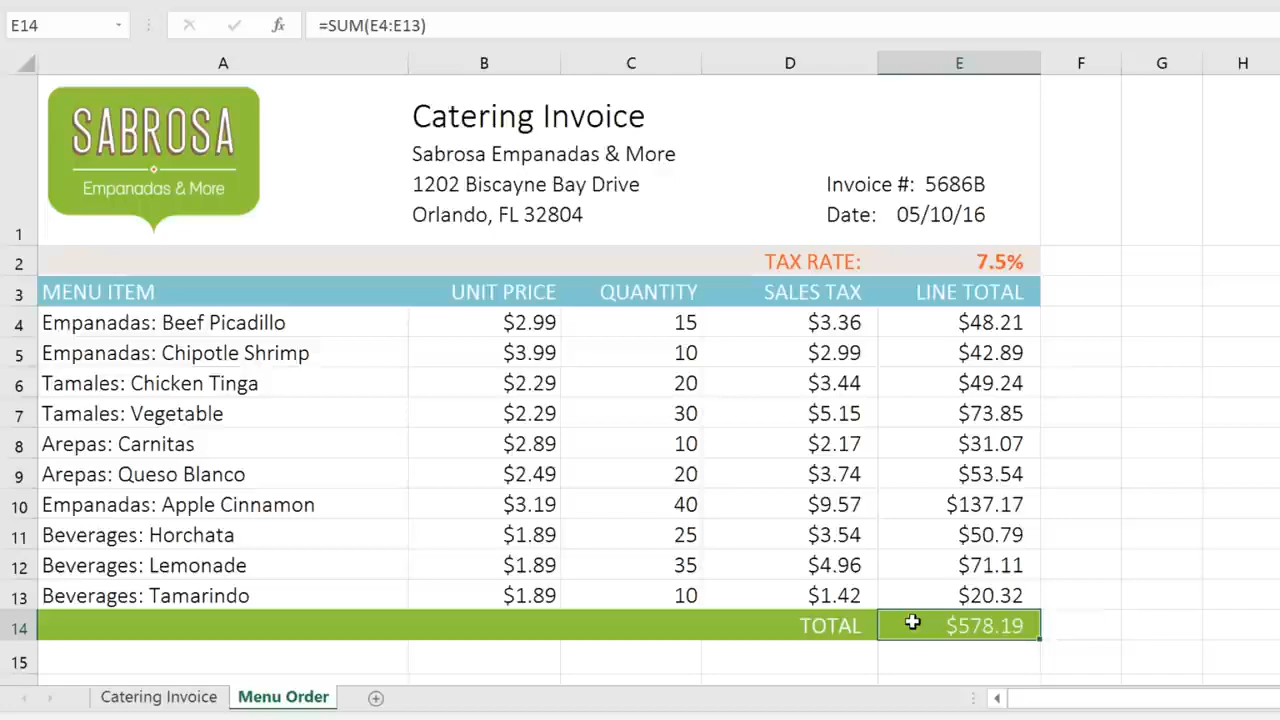 E14 fx =SUM(E4:E13)
A B C D E F G H
SABROSA
Empanadas & More
Catering Invoice
Sabrosa Empanadas & More
1202 Biscayne Bay Drive Invoice #: 5686B
Orlando, FL 32804 Date: 05/10/16
1
2 TAX RATE: 7.5%
3 MENU ITEM UNIT PRICE QUANTITY SALES TAX LINE TOTAL
4 Empanadas: Beef Picadillo $2.99 15 $3.36 $48.21
5 Empanadas: Chipotle Shrimp $3.99 10 $2.99 $42.89
6 Tamales: Chicken Tinga $2.29 20 $3.44 $49.24
7 Tamales: Vegetable $2.29 30 $5.15 $73.85
8 Arepas: Carnitas $2.89 10 $2.17 $31.07
9 Arepas: Queso Blanco $2.49 20 $3.74 $53.54
10 Empanadas: Apple Cinnamon $3.19 40 $9.57 $137.17
11 Beverages: Horchata $1.89 25 $3.54 $50.79
12 Beverages: Lemonade $1.89 35 $4.96 $71.11
13 Beverages: Tamarindo $1.89 10 $1.42 $20.32
14 TOTAL $578.19
15
Catering Invoice Menu Order